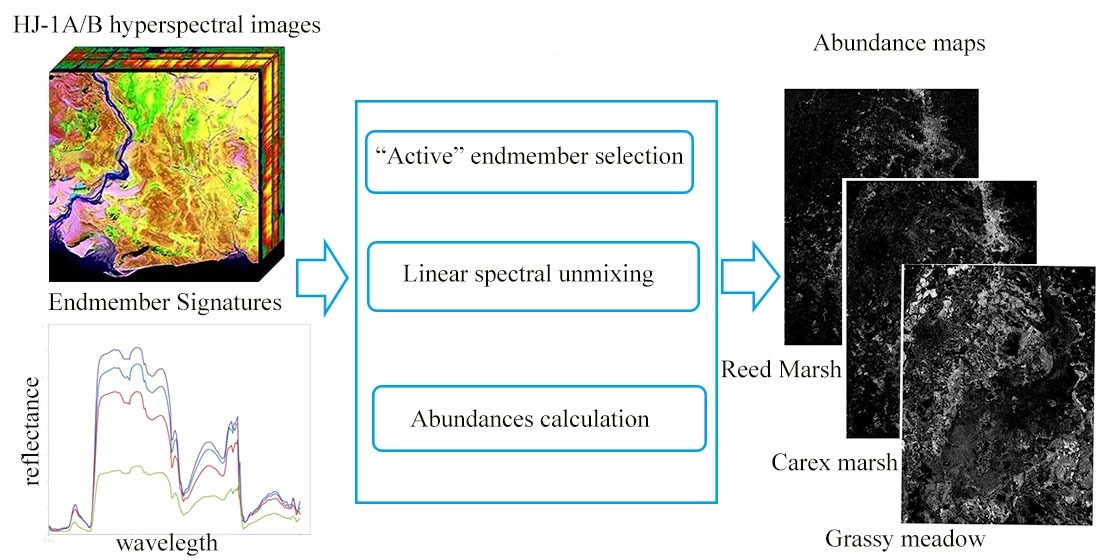 HJ-1A/B hyperspectral images
Abundance maps
“Active” endmember selection
Linear spectral unmixing
Endmember Signatures
Reed Marsh
reflectance
Abundances calculation
Carex marsh
wavelegth
Grassy meadow